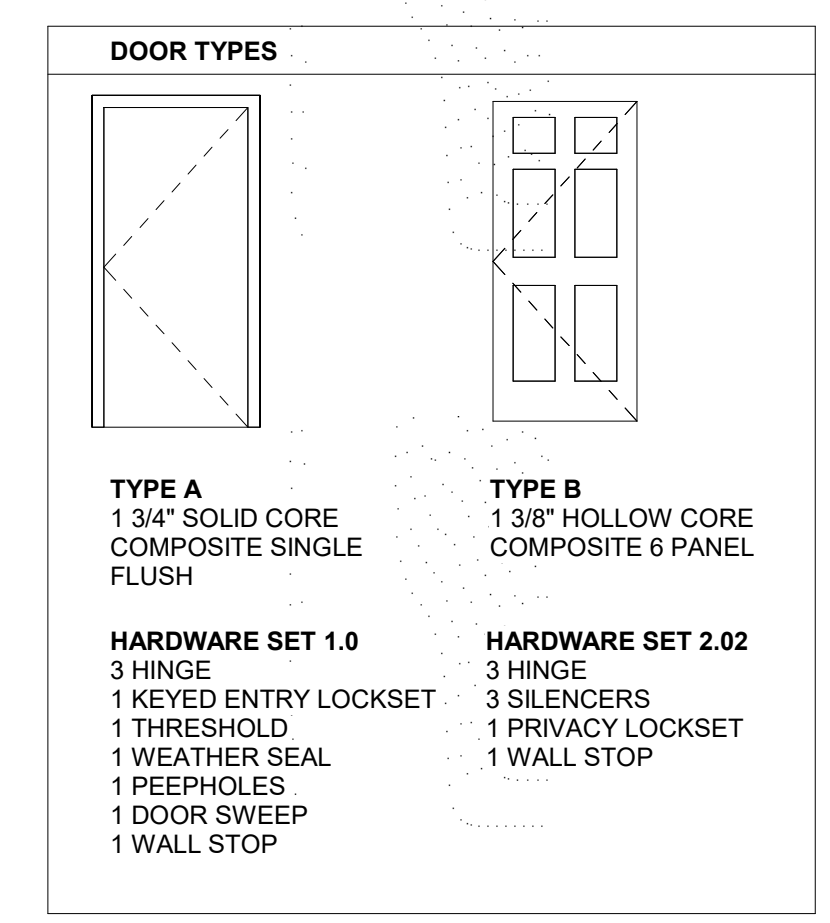 DOOR TYPES
TYPE A
1 3/4" SOLID CORE
COMPOSITE SINGLE
FLUSH
HARDWARE SET 1.0
3 HINGE
1 KEYED ENTRY LOCKSET
1 THRESHOLD
1 WEATHER SEAL
1 PEEPHOLES
1 DOOR SWEEP
1 WALL STOP
TYPE B
1 3/8" HOLLOW CORE
COMPOSITE 6 PANEL
HARDWARE SET 2.02
3 HINGE
3 SILENCERS
1 PRIVACY LOCKSET
1 WALL STOP